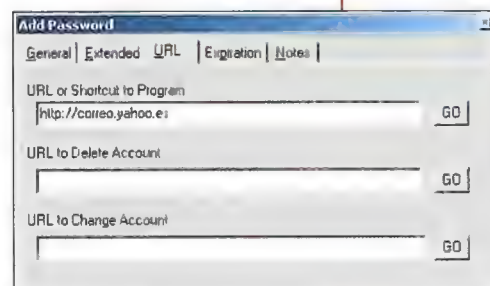 Add Password
General Extended URL Expiration Notes
URL or Shortcut to Program
http://correo.yahoo.es
GO
URL to Delete Account
GO
URL to Change Account
GO